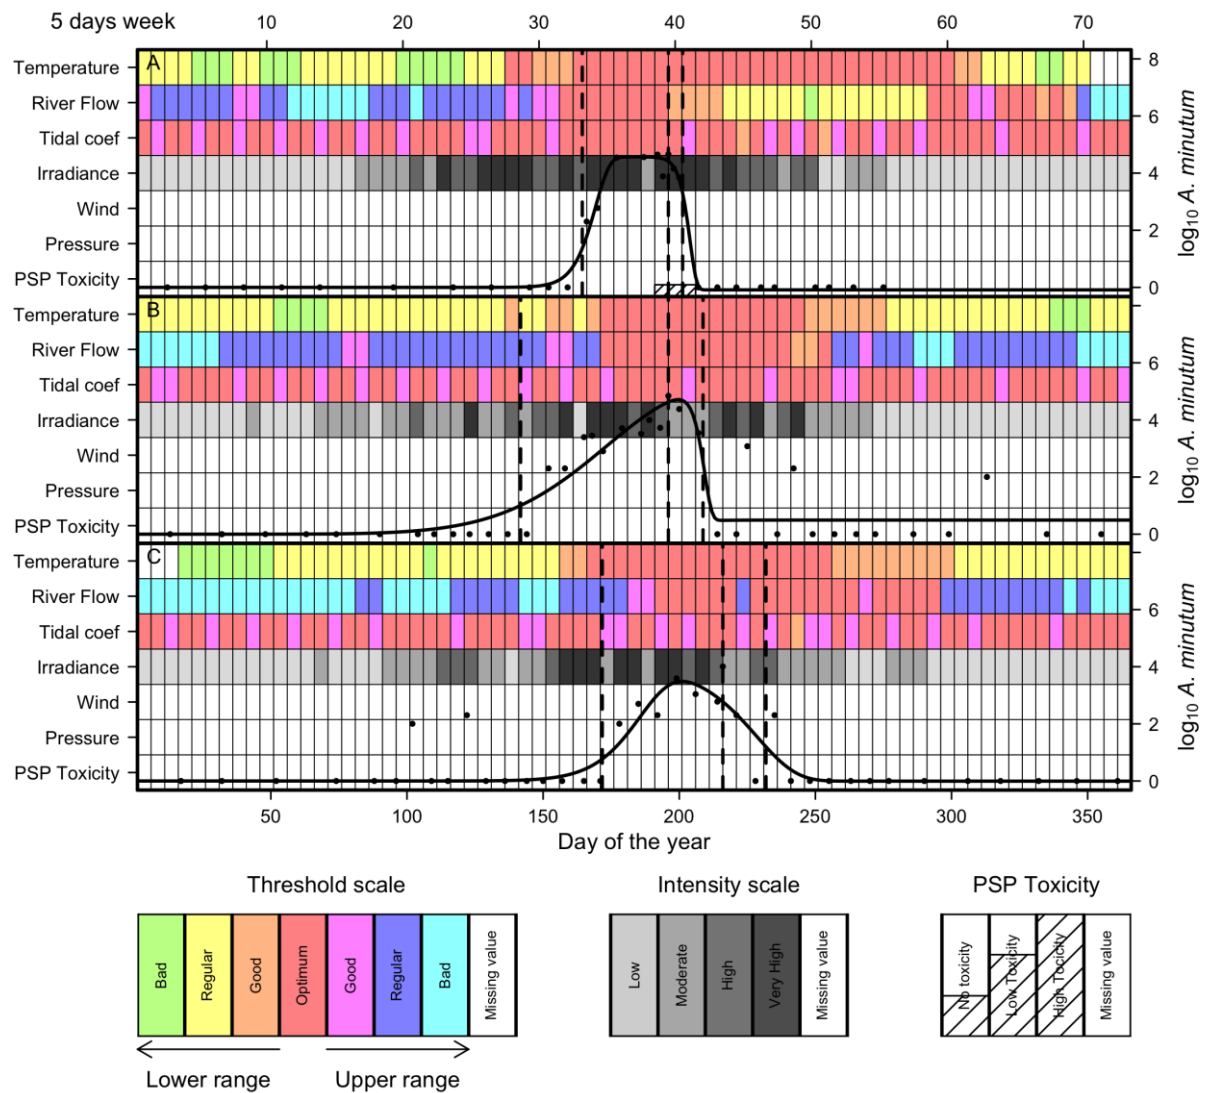 5 days week 10 20 30 40 50 60 70
A
Temperature
River Flow
Tidal coef
Irradiance
Wind
Pressure
PSP Toxicity
8
6
4
2
0
log10 A. minutum
B
Temperature
River Flow
Tidal coef
Irradiance
Wind
Pressure
PSP Toxicity
6
4
2
0
log10 A. minutum
C
Temperature
River Flow
Tidal coef
Irradiance
Wind
Pressure
PSP Toxicity
6
4
2
0
log10 A. minutum
50 100 150 200 250 300 350
Day of the year
Threshold scale
Bad
Regular
Good
Optimum
Good
Regular
Bad
Missing value
Lower range
Upper range
Intensity scale
Low
Moderate
High
Very High
Missing value
PSP Toxicity
No toxicity
Low Toxicity
High Tocicity
Missing value